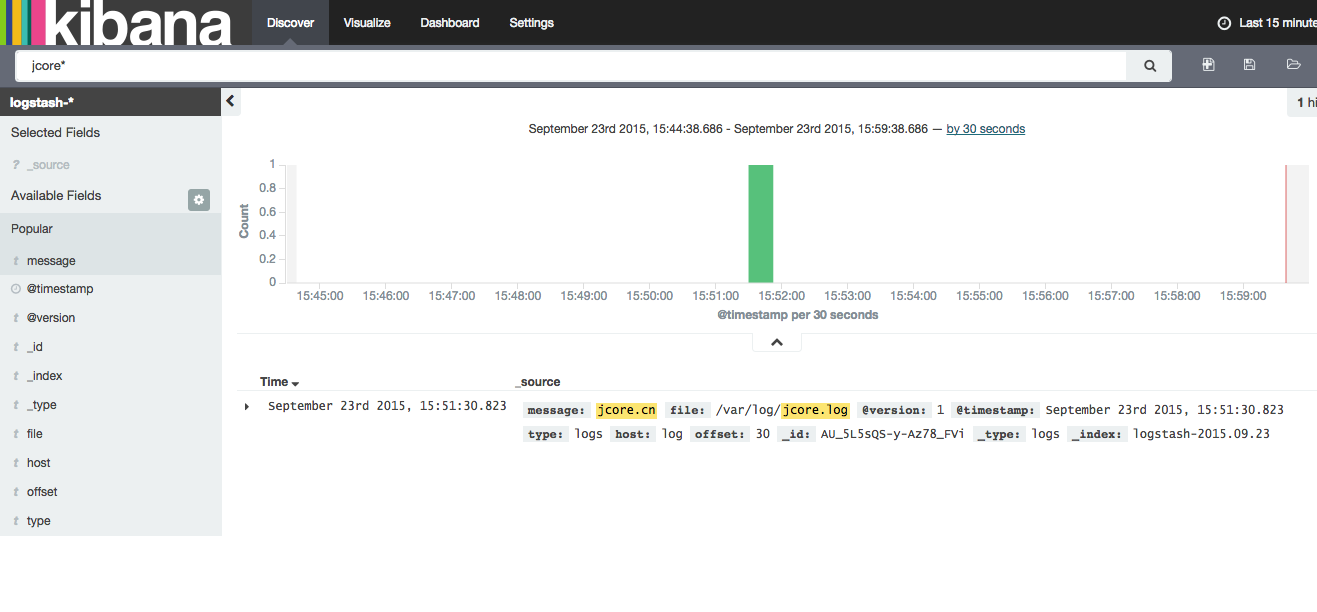 kibana Discover Visualize Dashboard Settings Last 15 minute
jcore*
logstash-* 1 hi
Selected Fields
? _source
Available Fields
Popular
t message
@timestamp
t @version
t _id
t _index
t _type
t file
t host
t offset
t type
September 23rd 2015, 15:44:38.686 - September 23rd 2015, 15:59:38.686 — by 30 seconds
Count
1
0.8
0.6
0.4
0.2
0
15:45:00 15:46:00 15:47:00 15:48:00 15:49:00 15:50:00 15:51:00 15:52:00 15:53:00 15:54:00 15:55:00 15:56:00 15:57:00 15:58:00 15:59:00
@timestamp per 30 seconds
Time _source
September 23rd 2015, 15:51:30.823 message: jcore.cn file: /var/log/jcore.log @version: 1 @timestamp: September 23rd 2015, 15:51:30.823
type: logs host: log offset: 30 _id: AU_5L5sQS-y-Az78_FVi _type: logs _index: logstash-2015.09.23